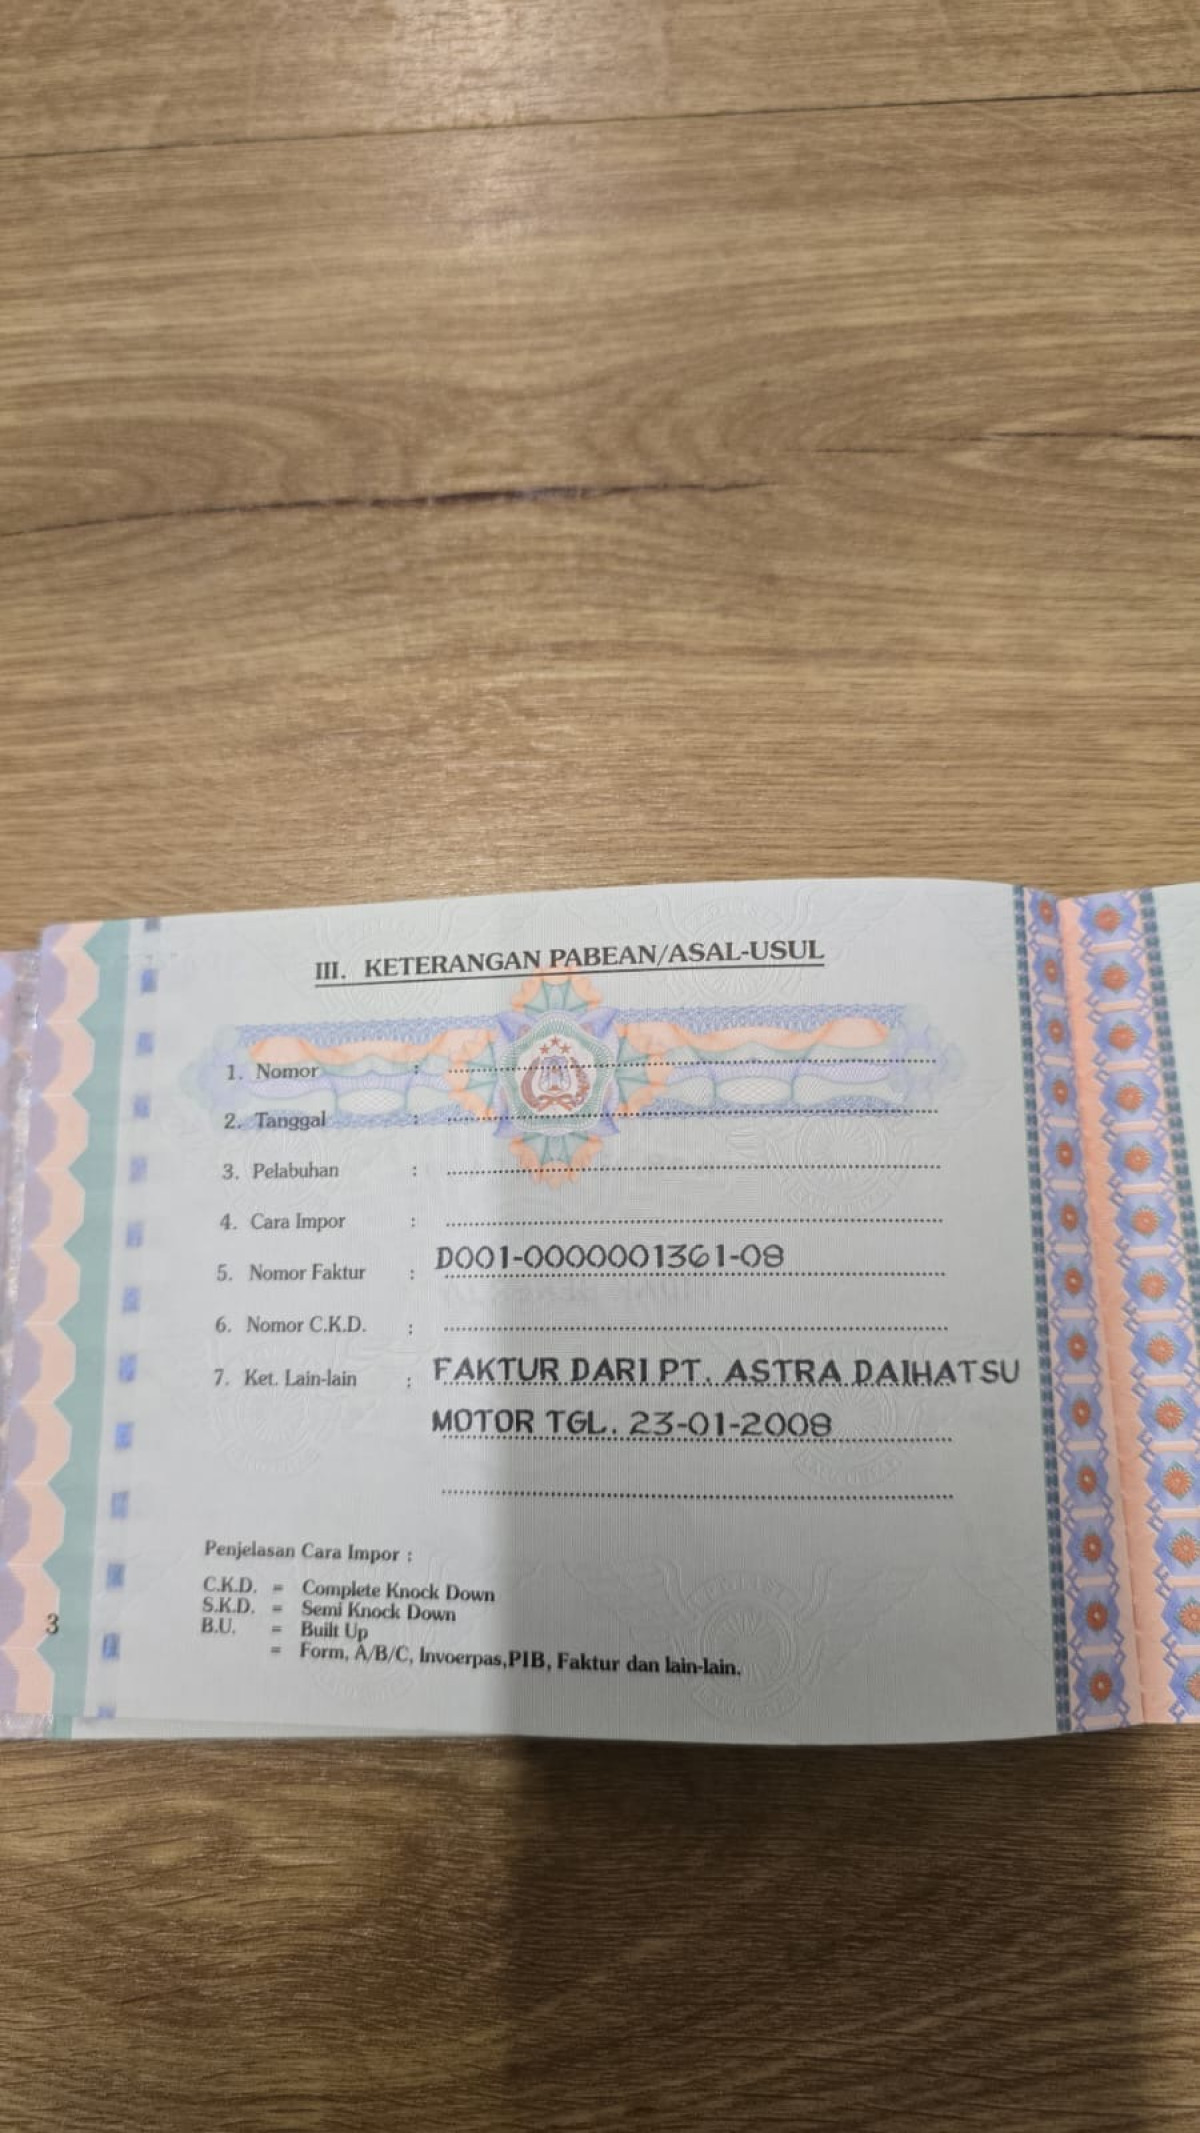 III. KETERANGAN PABEAN/ASAL-USUL
1. Nomor :
2. Tanggal :
3. Pelabuhan :
4. Cara Impor :
5. Nomor Faktur : D001-0000001361-08
6. Nomor C.K.D. :
7. Ket. Lain-lain : FAKTUR DARI PT. ASTRA DAIHATSU
MOTOR TGL. 23-01-2008
Penjelasan Cara Impor :
C.K.D. = Complete Knock Down
S.K.D. = Semi Knock Down
B.U. = Built Up
= Form, A/B/C, Invoerpas,PIB, Faktur dan lain-lain.
3